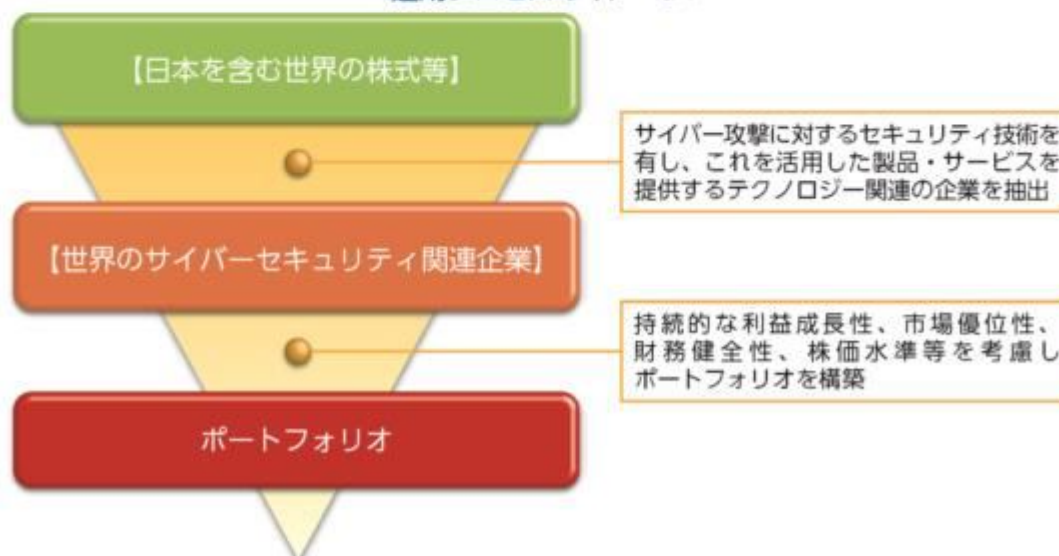 【日本を含む世界の株式等】
サイバー攻撃に対するセキュリティ技術を
有し、これを活用した製品・サービスを
提供するテクノロジー関連の企業を抽出
【世界のサイバーセキュリティ関連企業】
持続的な利益成長性、市場優位性、
財務健全性、株価水準等を考慮し
ポートフォリオを構築
ポートフォリオ